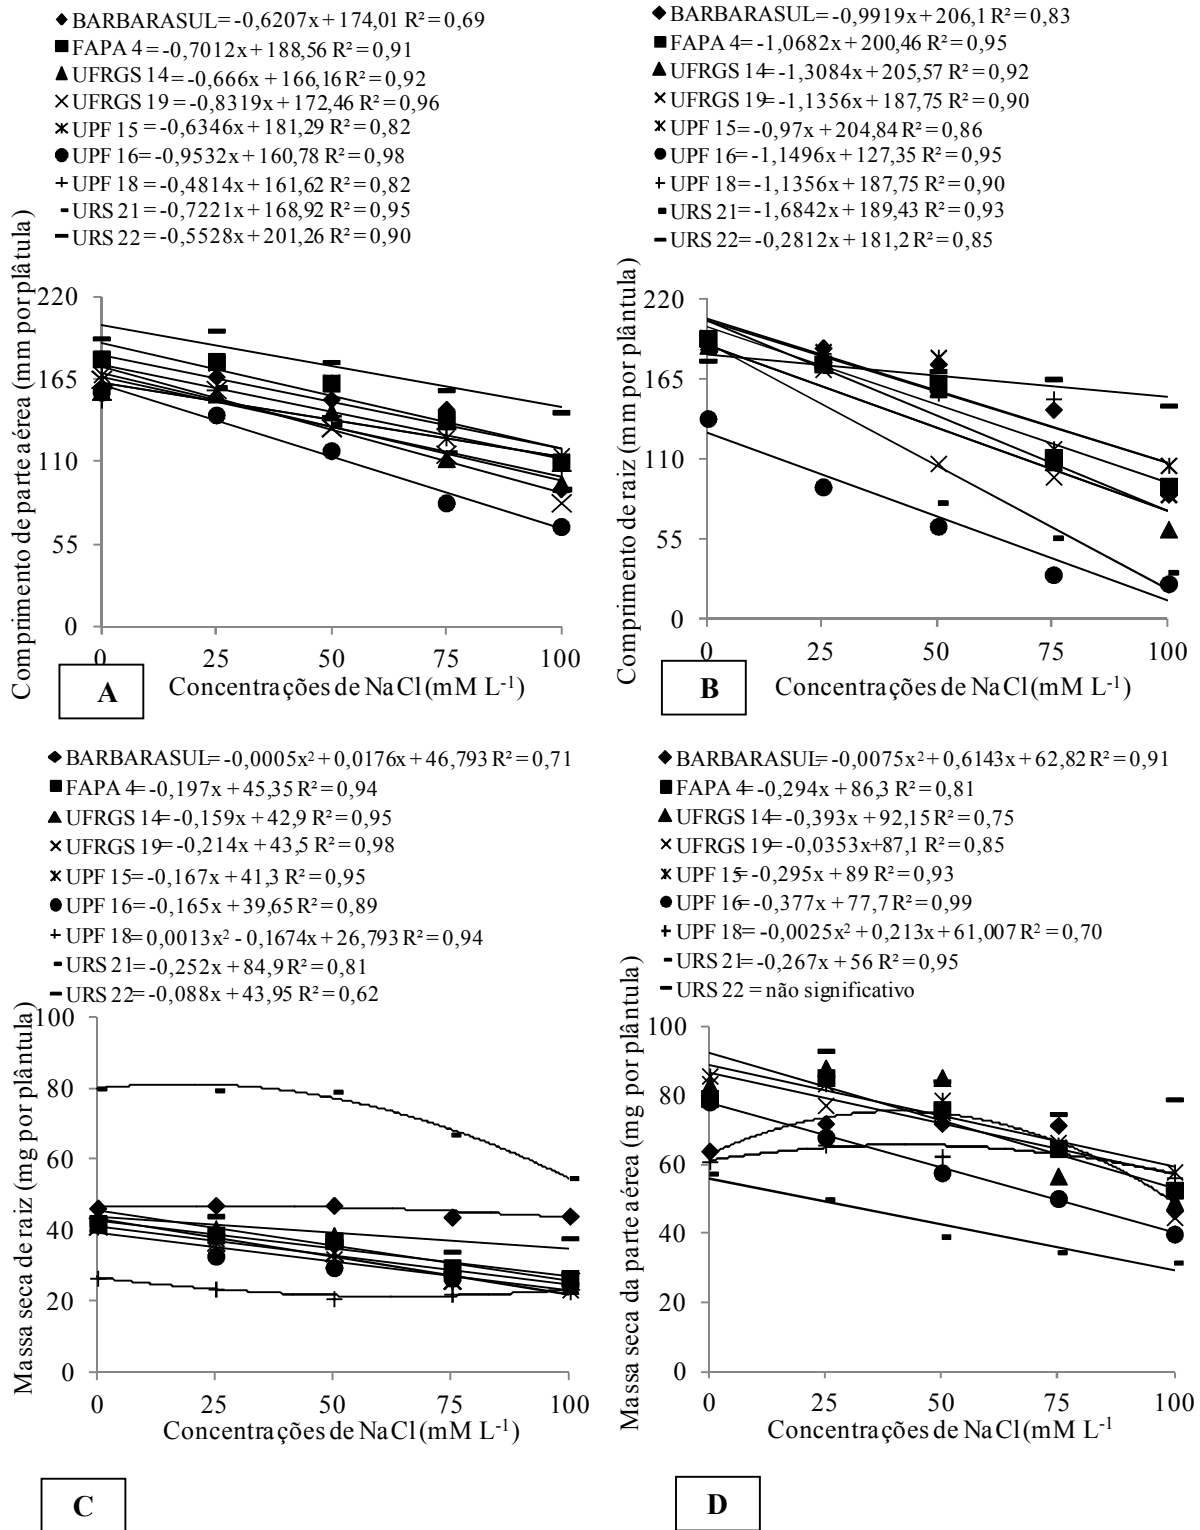 BARBARASUL=-0,6207x + 174,01 R² = 0,69
FAPA 4=-0,7012x + 188,56 R² = 0,91
UFRGS 14=-0,666x + 166,16 R² = 0,92
UFRGS 19=-0,8319x + 172,46 R² = 0,96
UPF 15=-0,6346x + 181,29 R² = 0,82
UPF 16=-0,9532x + 160,78 R² = 0,98
UPF 18=-0,4814x + 161,62 R² = 0,82
URS 21=-0,7221x + 168,92 R² = 0,95
URS 22=-0,5528x + 201,26 R² = 0,90
Comprimento de parte aérea (mm por plântula)
220
165
110
55
0
0 25 50 75 100
Concentrações de NaCl (mM L-1)
A
BARBARASUL=-0,9919x + 206,1 R² = 0,83
FAPA 4=-1,0682x + 200,46 R² = 0,95
UFRGS 14=-1,3084x + 205,57 R² = 0,92
UFRGS 19=-1,1356x + 187,75 R² = 0,90
UPF 15=-0,97x + 204,84 R² = 0,86
UPF 16=-1,1496x + 127,35 R² = 0,95
UPF 18=-1,1356x + 187,75 R² = 0,90
URS 21=-1,6842x + 189,43 R² = 0,93
URS 22=-0,2812x + 181,2 R² = 0,85
Comprimento de raiz (mm por plântula)
220
165
110
55
0
0 25 50 75 100
Concentrações de NaCl (mM L-1)
B
BARBARASUL=-0,0005x² + 0,0176x + 46,793 R² = 0,71
FAPA 4=-0,197x + 45,35 R² = 0,94
UFRGS 14=-0,159x + 42,9 R² = 0,95
UFRGS 19=-0,214x + 43,5 R² = 0,98
UPF 15=-0,167x + 41,3 R² = 0,95
UPF 16=-0,165x + 39,65 R² = 0,89
UPF 18=0,0013x² - 0,1674x + 26,793 R² = 0,94
URS 21=-0,252x + 84,9 R² = 0,81
URS 22=-0,088x + 43,95 R² = 0,62
Massa seca de raiz (mg por plântula)
100
80
60
40
20
0
0 25 50 75 100
Concentrações de NaCl (mM L-1)
C
BARBARASUL=-0,0075x² + 0,6143x + 62,82 R² = 0,91
FAPA 4=-0,294x + 86,3 R² = 0,81
UFRGS 14=-0,393x + 92,15 R² = 0,75
UFRGS 19=-0,0353x+87,1 R² = 0,85
UPF 15=-0,295x + 89 R² = 0,93
UPF 16=-0,377x + 77,7 R² = 0,99
UPF 18=-0,0025x² + 0,213x + 61,007 R² = 0,70
URS 21=-0,267x + 56 R² = 0,95
URS 22 = não significativo
Massa seca da parte aérea (mg por plântula)
100
80
60
40
20
0
0 25 50 75 100
Concentrações de NaCl (mM L-1
D